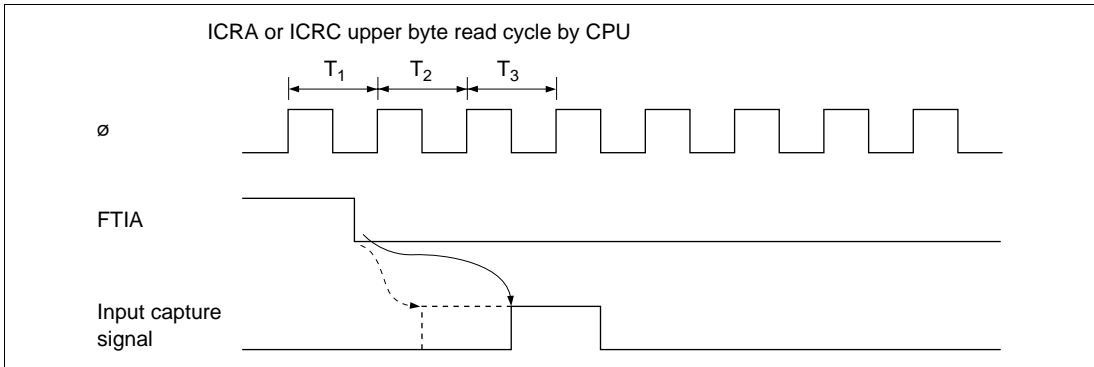 ICRA or ICRC upper byte read cycle by CPU
T₁ T₂ T₃
ø
FTIA
Input capture
signal